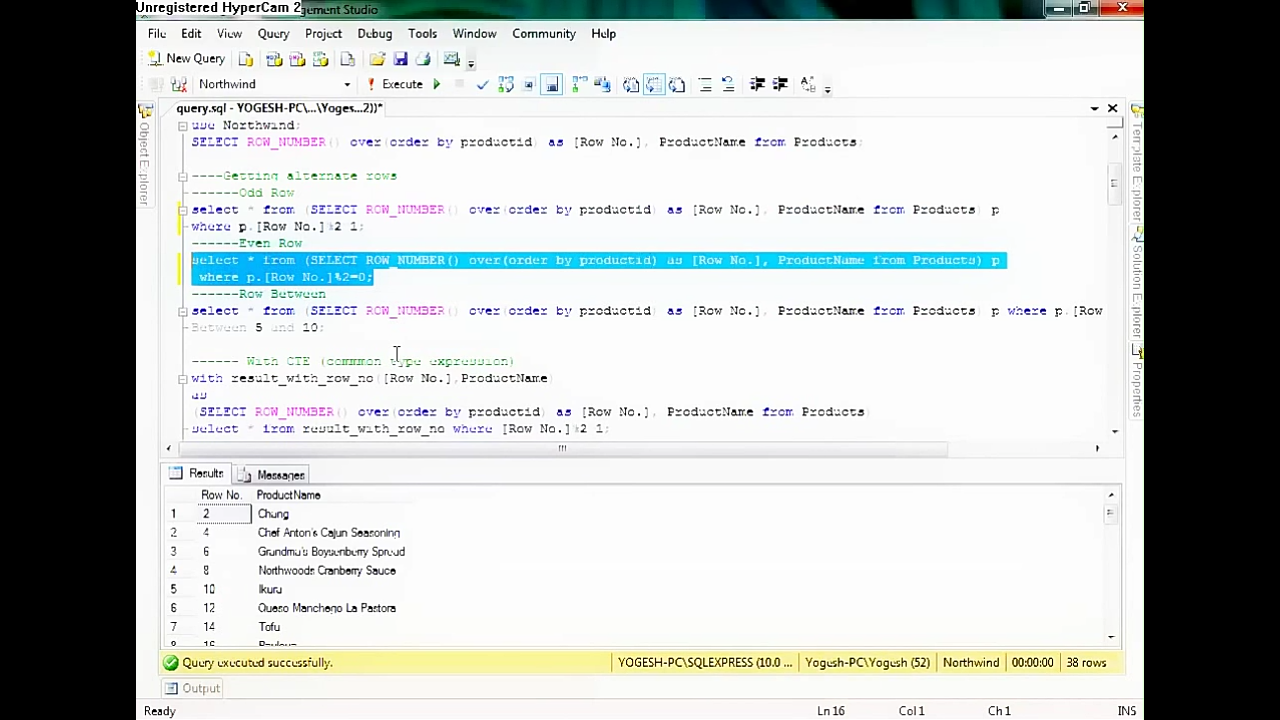 Unregistered HyperCam 2
gement Studio
File Edit View Query Project Debug Tools Window Community Help
New Query
Northwind Execute
query.sql - YOGESH-PC\...\Yoges...2))*
use Northwind;
SELECT ROW_NUMBER() over(order by productid) as [Row No.], ProductName from Products;
----Getting alternate rows
------Odd Row
select * from (SELECT ROW_NUMBER() over(order by productid) as [Row No.], ProductName from Products) p
where p.[Row No.]%2 1;
------Even Row
select * from (SELECT ROW_NUMBER() over(order by productid) as [Row No.], ProductName from Products) p
where p.[Row No.]%2=0;
------Row Between
select * from (SELECT ROW_NUMBER() over(order by productid) as [Row No.], ProductName from Products) p where p.[Row
Between 5 and 10;
------ With CTE (commmon type expression)
with result_with_row_no([Row No.],ProductName)
as
(SELECT ROW_NUMBER() over(order by productid) as [Row No.], ProductName from Products)
select * from result_with_row_no where [Row No.]%2 1;
Results Messages
Row No. ProductName
1 2 Chang
2 4 Chef Anton's Cajun Seasoning
3 6 Grandma's Boysenberry Spread
4 8 Northwoods Cranberry Sauce
5 10 Ikura
6 12 Queso Manchego La Pastora
7 14 Tofu
8 16 Pavlova
Query executed successfully. YOGESH-PC\SQLEXPRESS (10.0 ... Yogesh-PC\Yogesh (52) Northwind 00:00:00 38 rows
Output
Ready Ln 16 Col 1 Ch 1 INS
Object Explorer
Template Explorer
Solution Explorer
Properties